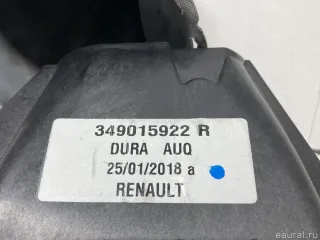 349015922 R
DURA AUQ
25/01/2018 a
RENAULT
eaural.ru